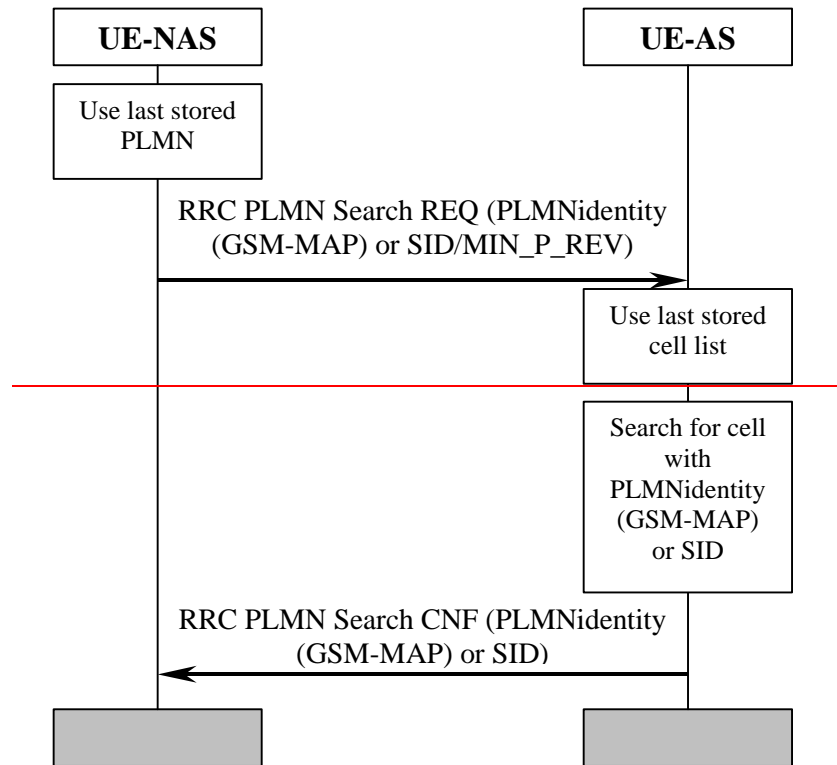 UE-NAS
UE-AS
Use last stored
PLMN
RRC PLMN Search REQ (PLMNidentity
(GSM-MAP) or SID/MIN_P_REV)
Use last stored
cell list
Search for cell
with
PLMNidentity
(GSM-MAP)
or SID
RRC PLMN Search CNF (PLMNidentity
(GSM-MAP) or SID)